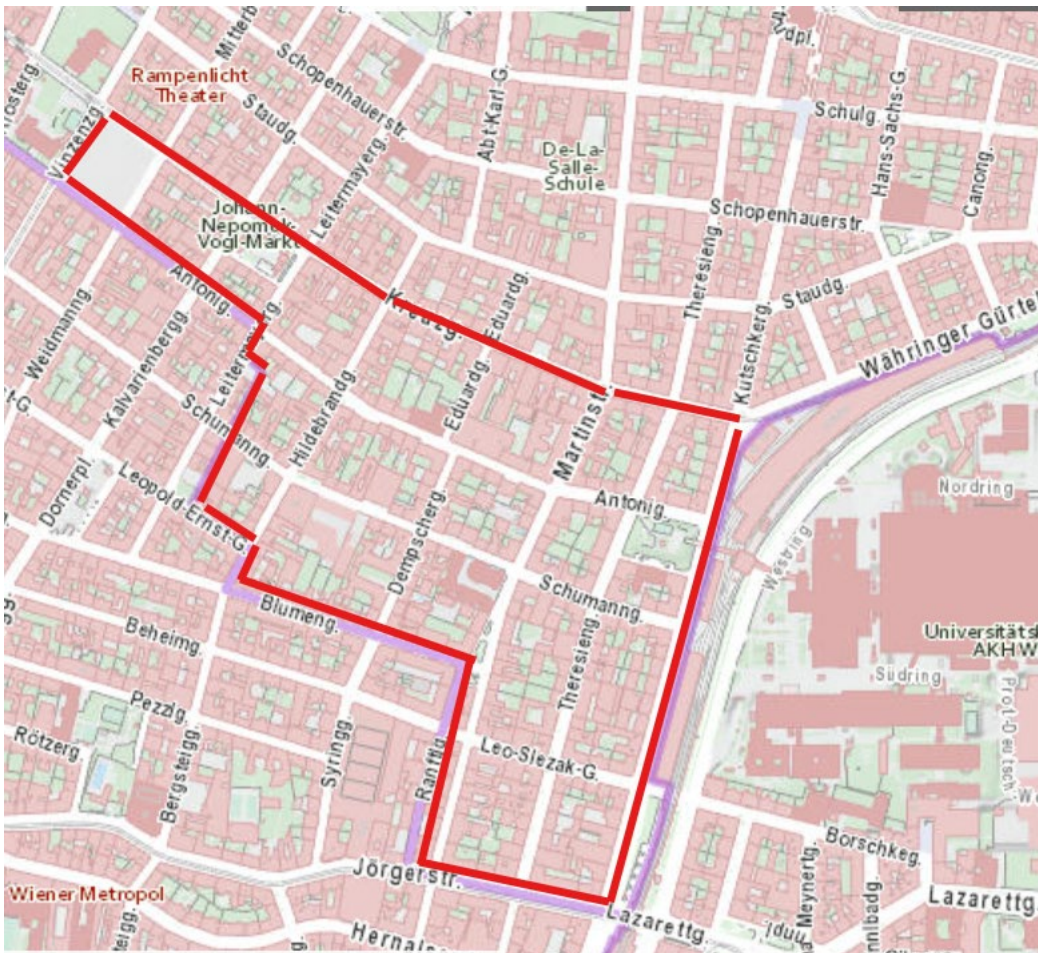 Rampenlicht
Theater
Mitterb
Schopenhauerstr.
Staudg.
Vinzenzg.
Leitermayerg.
Abt-Karl-G.
De-La-
Salle-
Schule
Schulg.
Hans-Sachs-G.
Canong.
Schopenhauerstr.
Johann-
Nepomuk-
Vogl-Markt
Antonig.
Kreuzg.
Eduardg.
Theresieng.
Staudg.
Kutschkerg.
Währinger Gürte
Weidmanng.
Kalvarienbergg
Hildebrandg
Eduardg.
Martinstr.
Schumanng.
Antonig.
Nordring
Westring
Leopold-Ernst-G.
Dornerpl.
Dempscherg.
Schumanng.
Blumeng.
Beheimg.
Theresieng.
Universitäts
AKH W
Südring
Pezzlg.
Rötzerg.
Bergsteigg.
Syringg.
Ranftlg.
Leo-Slezak-G.
Borschkeg.
Jörgerstr.
Wiener Metropol
Lazarettg.
Lazarettg.
Meynertg.
Hernals